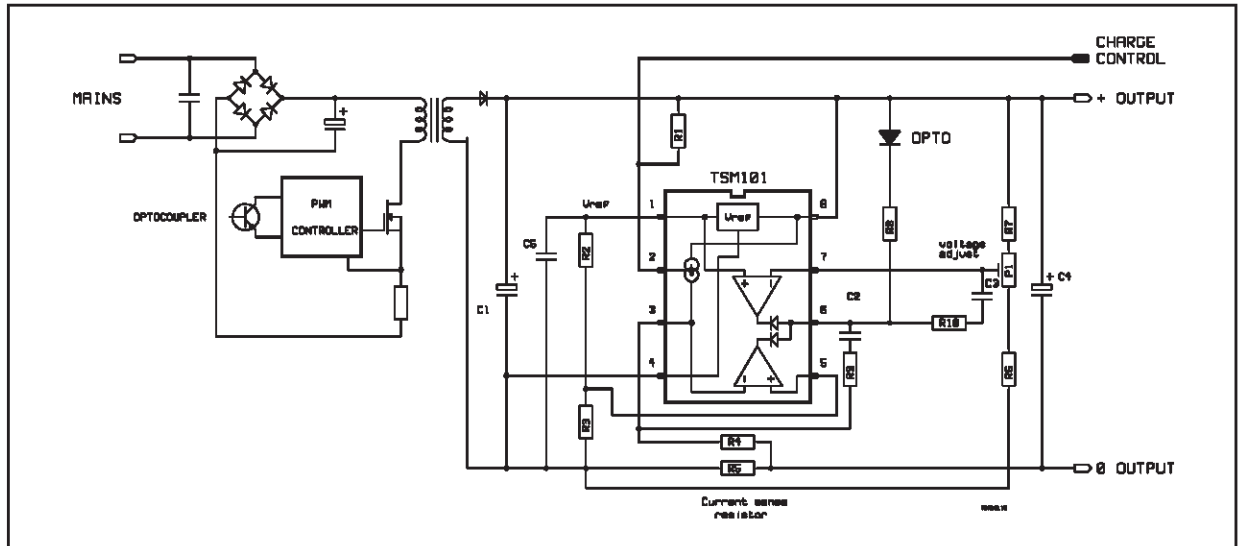 CHARGE
CONTROL
MAINS
+
+ OUTPUT
R1
OPTO
TSM101
OPTOCOUPLER
PWM
CONTROLLER
Vref
1
Vref
8
R8
R7
C5
R2
2
7
voltage
adjust
P1
+
C4
+
C1
3
+
-
C2
C3
6
R10
4
5
-
+
R9
R6
R3
R4
R5
0 OUTPUT
Current sense
resistor